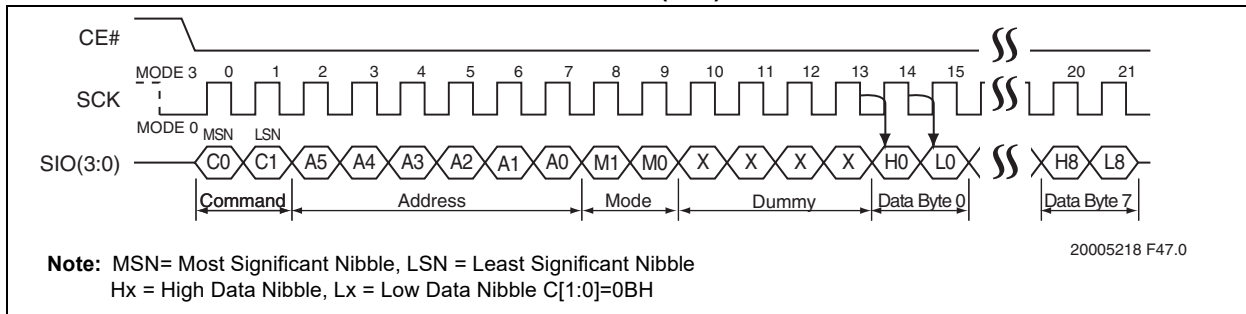 CE#
MODE 3 0 1 2 3 4 5 6 7 8 9 10 11 12 13 14 15 20 21
SCK
MODE 0
MSN LSN
SIO(3:0) C0 C1 A5 A4 A3 A2 A1 A0 M1 M0 X X X X H0 L0 H8 L8
Command Address Mode Dummy Data Byte 0 Data Byte 7
20005218 F47.0
Note: MSN= Most Significant Nibble, LSN = Least Significant Nibble
Hx = High Data Nibble, Lx = Low Data Nibble C[1:0]=0BH